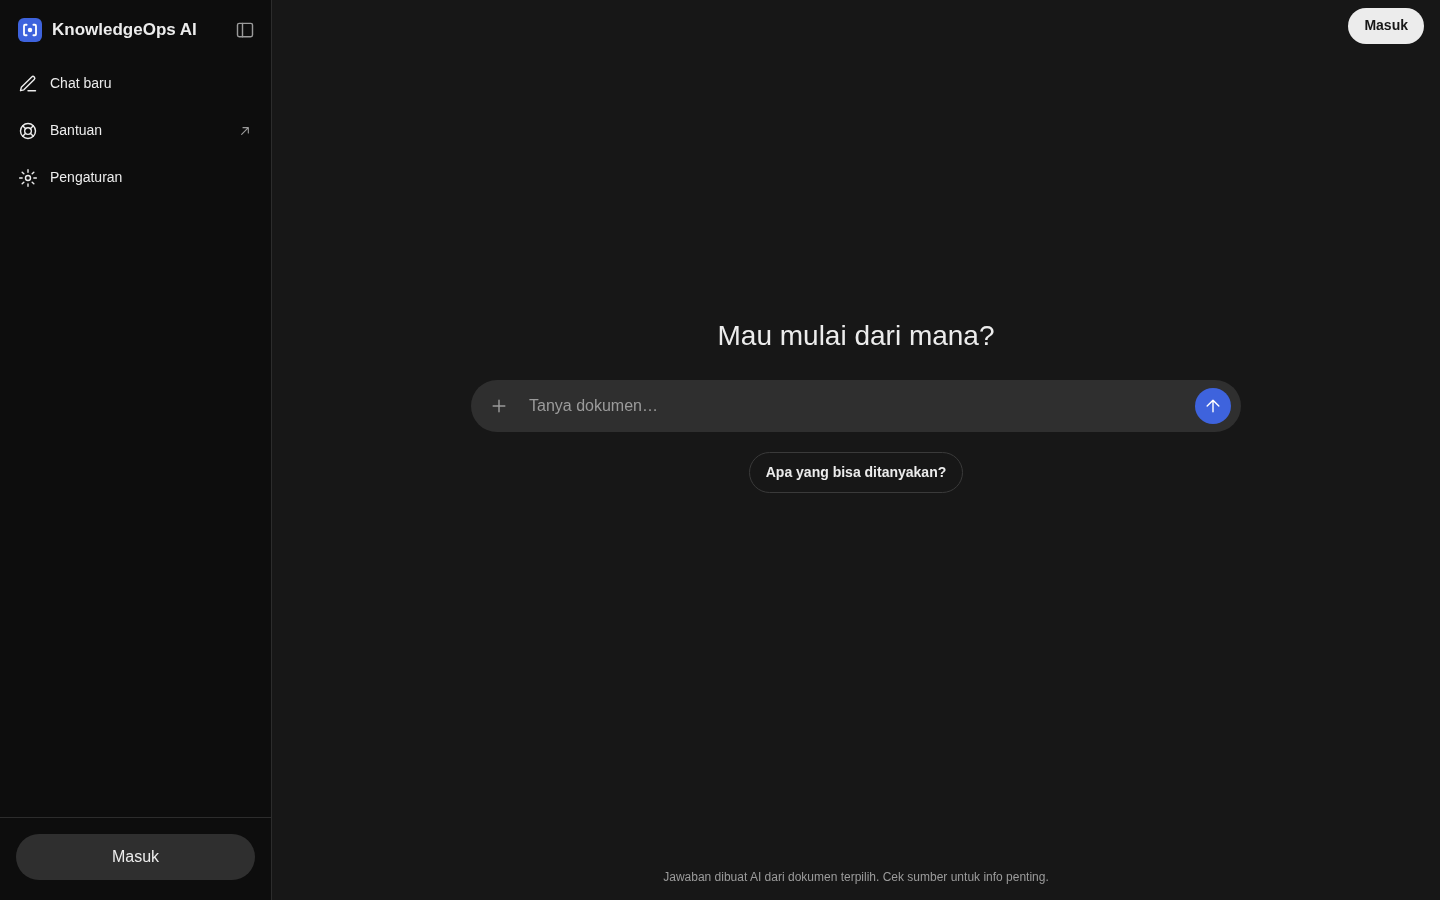 KnowledgeOps AI
Chat baru
Bantuan
Pengaturan
Masuk
Masuk
Mau mulai dari mana?
Tanya dokumen…
Apa yang bisa ditanyakan?
Jawaban dibuat AI dari dokumen terpilih. Cek sumber untuk info penting.